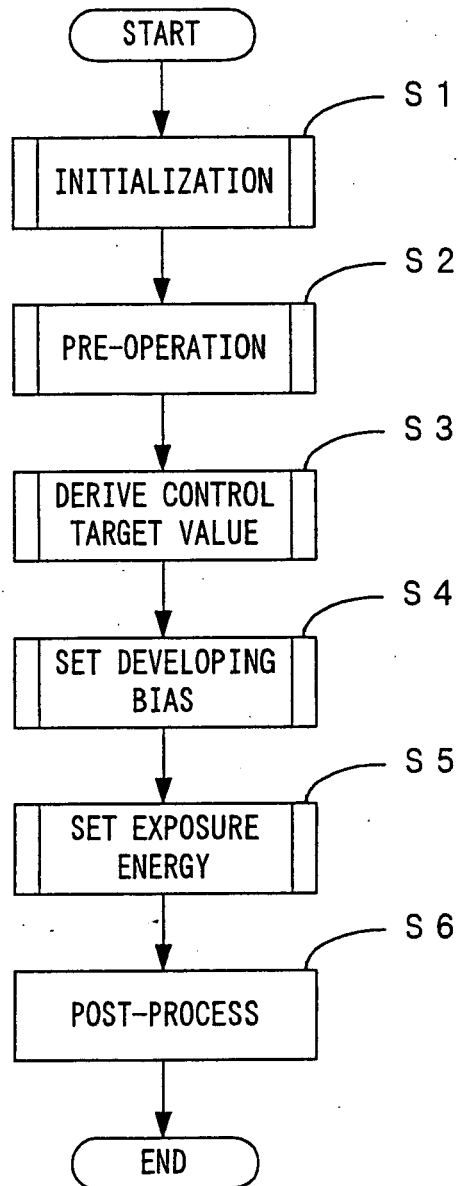 START
S 1
INITIALIZATION
S 2
PRE-OPERATION
S 3
DERIVE CONTROL
TARGET VALUE
S 4
SET DEVELOPING
BIAS
S 5
SET EXPOSURE
ENERGY
S 6
POST-PROCESS
END